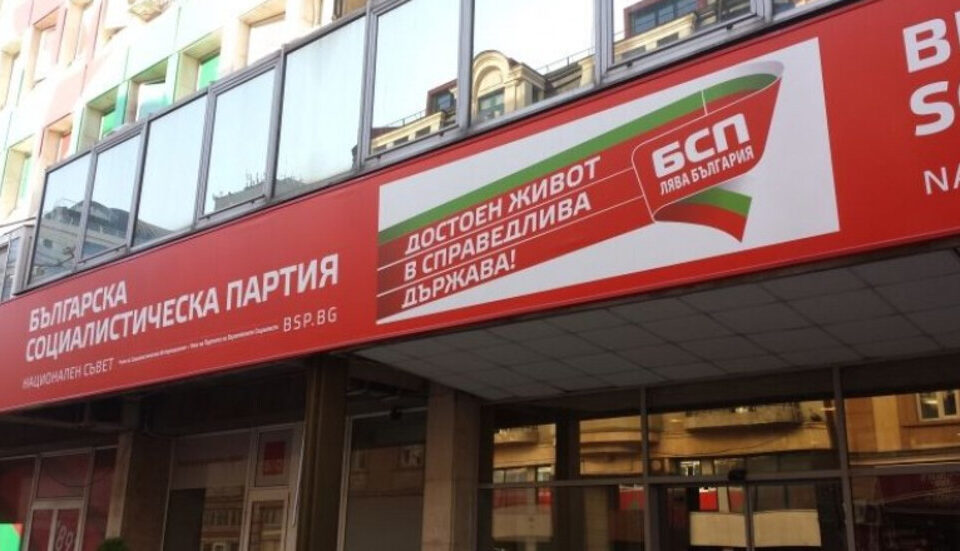 БЪЛГАРСКА
СОЦИАЛИСТИЧЕСКА ПАРТИЯ
НАЦИОНАЛЕН СЪВЕТ
BSP.BG
ДОСТОЕН ЖИВОТ
В СПРАВЕДЛИВА
ДЪРЖАВА!
БСП
ЛЯВА БЪЛГАРИЯ